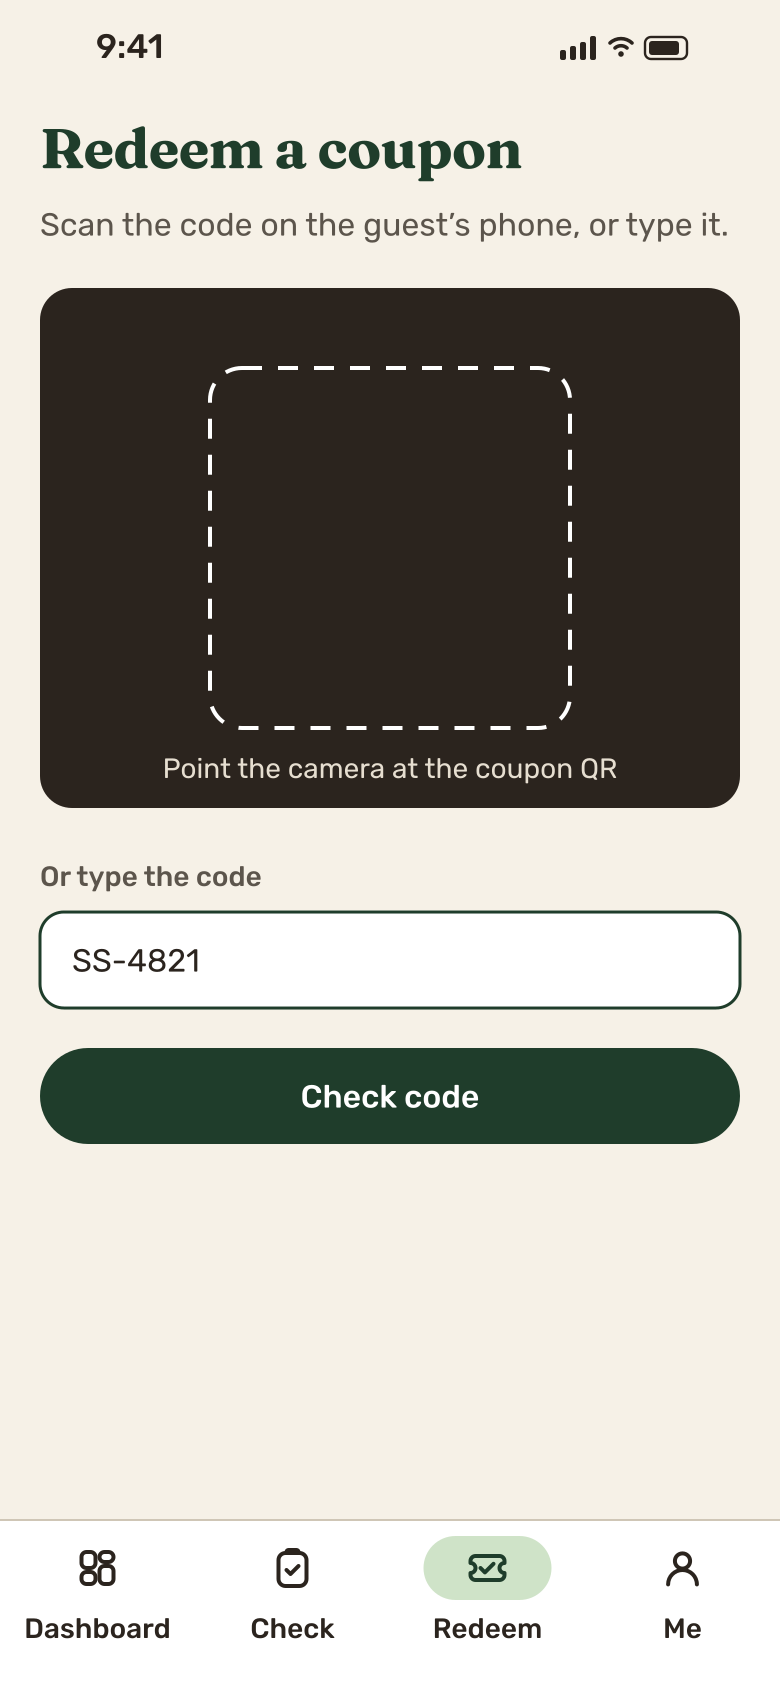 9:41
Redeem a coupon
Scan the code on the guest’s phone, or type it.
Point the camera at the coupon QR
Or type the code
SS-4821
Check code
Dashboard
Check
Redeem
Me